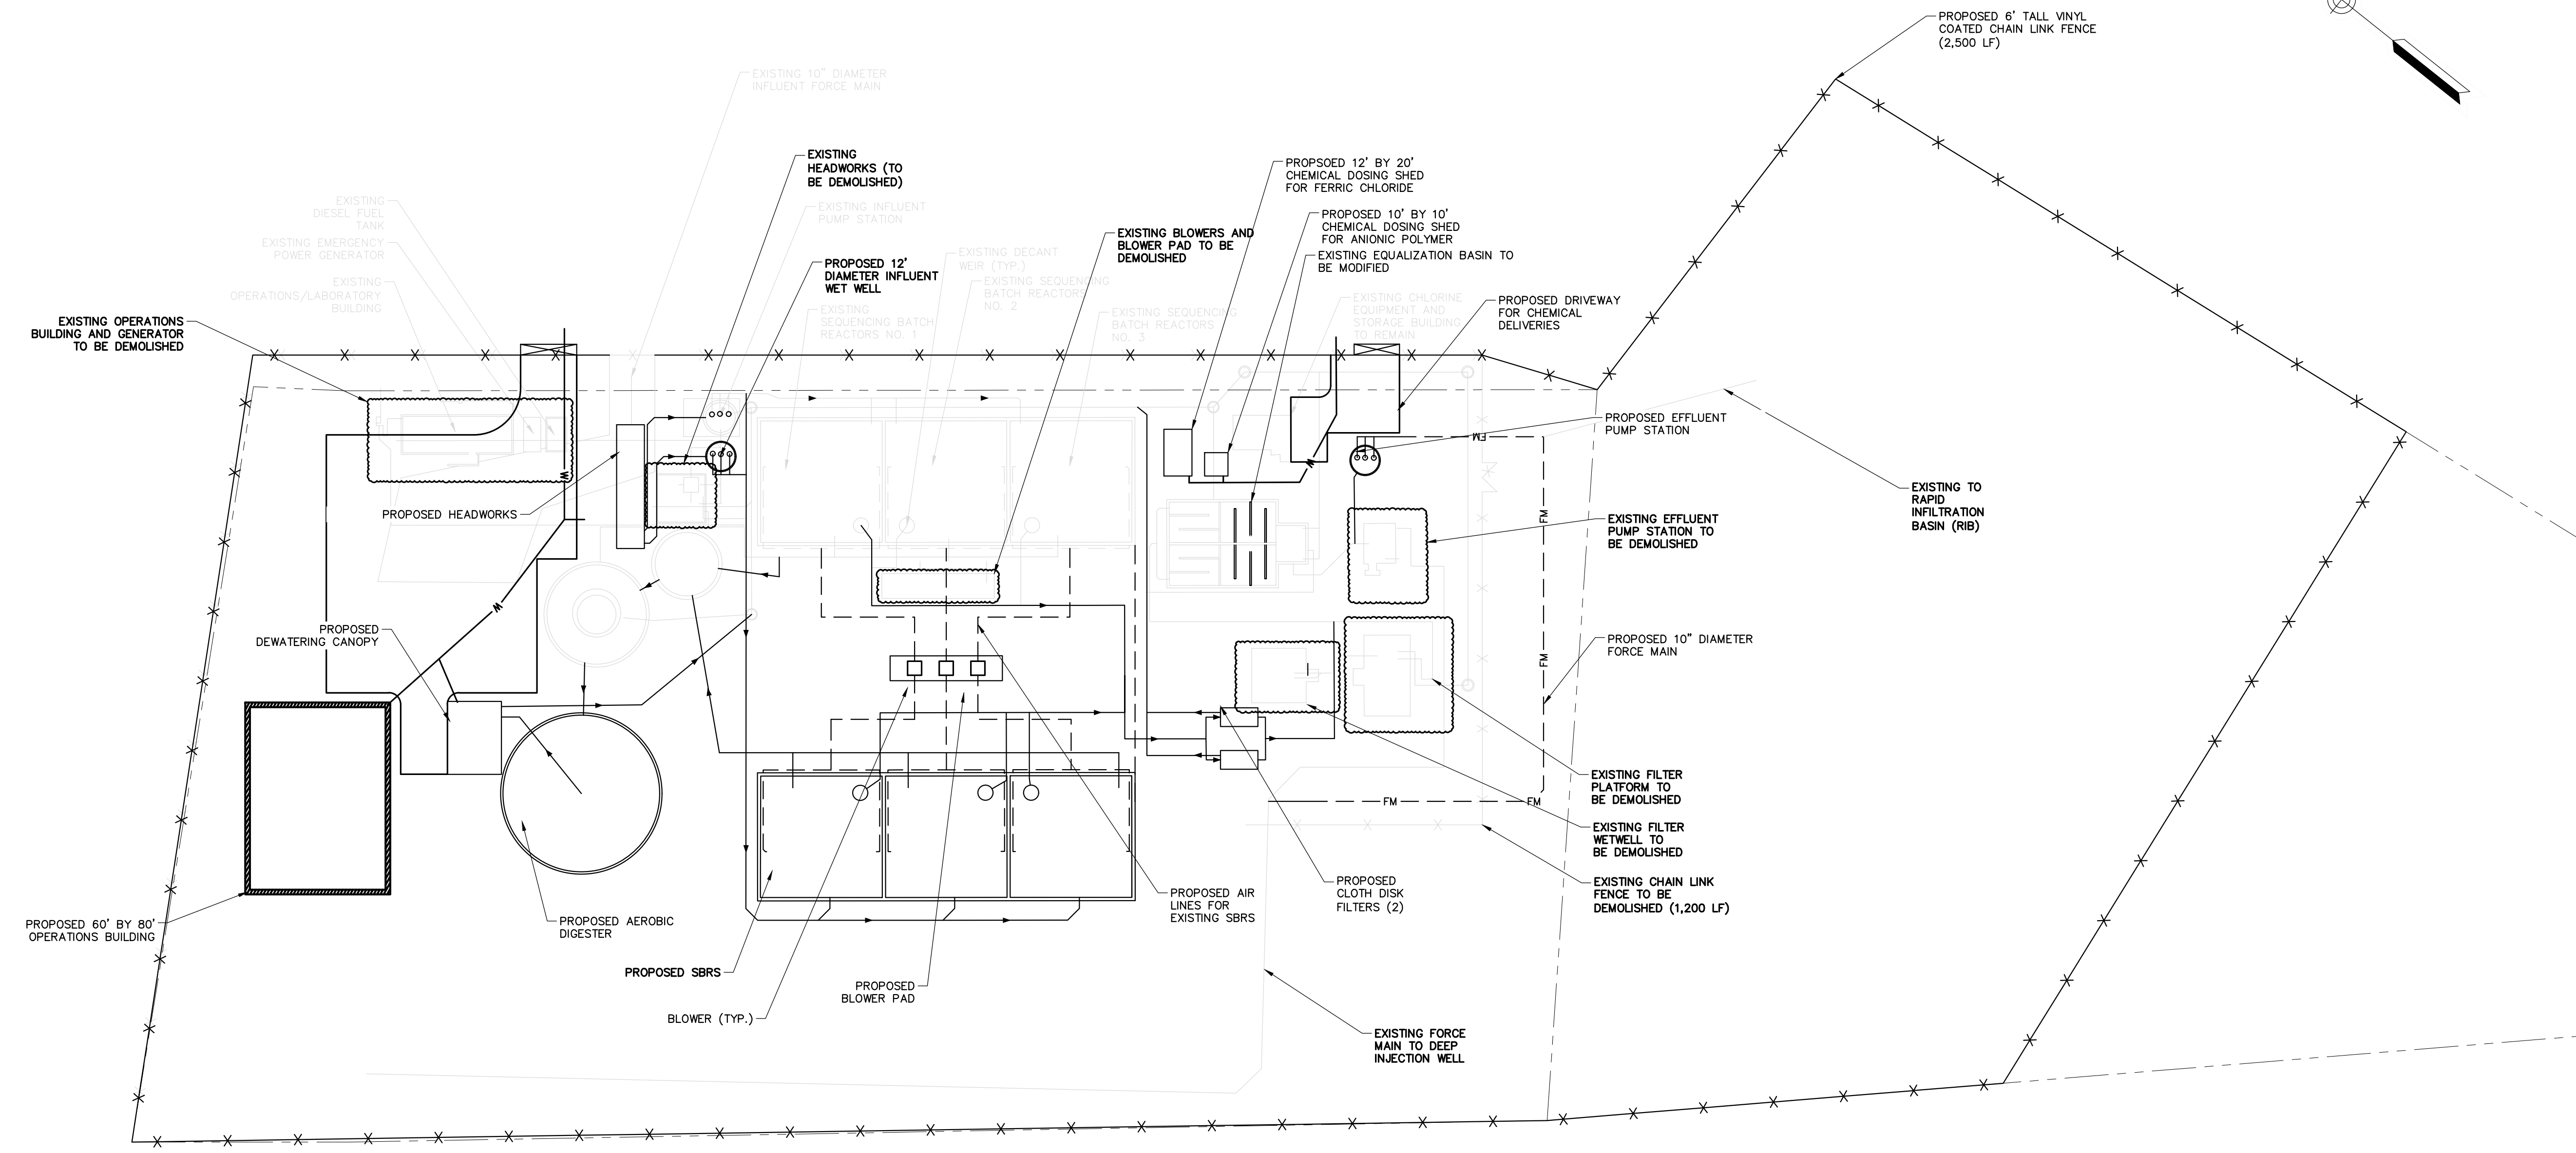 PROPOSED 6' TALL VINYL
COATED CHAIN LINK FENCE
(2,500 LF)
EXISTING 10" DIAMETER
INFLUENT FORCE MAIN
EXISTING
HEADWORKS (TO
BE DEMOLISHED)
PROPSOED 12' BY 20'
CHEMICAL DOSING SHED
FOR FERRIC CHLORIDE
EXISTING
DIESEL FUEL
TANK
EXISTING INFLUENT
PUMP STATION
PROPOSED 10' BY 10'
CHEMICAL DOSING SHED
FOR ANIONIC POLYMER
EXISTING BLOWERS AND
BLOWER PAD TO BE
DEMOLISHED
EXISTING EMERGENCY
POWER GENERATOR
EXISTING DECANT
WEIR (TYP.)
EXISTING EQUALIZATION BASIN TO
BE MODIFIED
PROPOSED 12'
DIAMETER INFLUENT
WET WELL
EXISTING
OPERATIONS/LABORATORY
BUILDING
EXISTING SEQUENCING
BATCH REACTORS
NO. 2
EXISTING CHLORINE
EQUIPMENT AND
STORAGE BUILDING
TO REMAIN
PROPOSED DRIVEWAY
FOR CHEMICAL
DELIVERIES
EXISTING
SEQUENCING BATCH
REACTORS NO. 1
EXISTING SEQUENCING
BATCH REACTORS
NO. 3
EXISTING OPERATIONS
BUILDING AND GENERATOR
TO BE DEMOLISHED
PROPOSED EFFLUENT
PUMP STATION
FM
W
W
EXISTING TO
RAPID
INFILTRATION
BASIN (RIB)
PROPOSED HEADWORKS
FM
EXISTING EFFLUENT
PUMP STATION TO
BE DEMOLISHED
W
PROPOSED
DEWATERING CANOPY
PROPOSED 10" DIAMETER
FORCE MAIN
FM
EXISTING FILTER
PLATFORM TO
BE DEMOLISHED
FM
FM
EXISTING FILTER
WETWELL TO
BE DEMOLISHED
EXISTING CHAIN LINK
FENCE TO BE
DEMOLISHED (1,200 LF)
PROPOSED
CLOTH DISK
FILTERS (2)
PROPOSED AIR
LINES FOR
EXISTING SBRS
PROPOSED 60' BY 80'
OPERATIONS BUILDING
PROPOSED AEROBIC
DIGESTER
PROPOSED SBRS
PROPOSED
BLOWER PAD
BLOWER (TYP.)
EXISTING FORCE
MAIN TO DEEP
INJECTION WELL